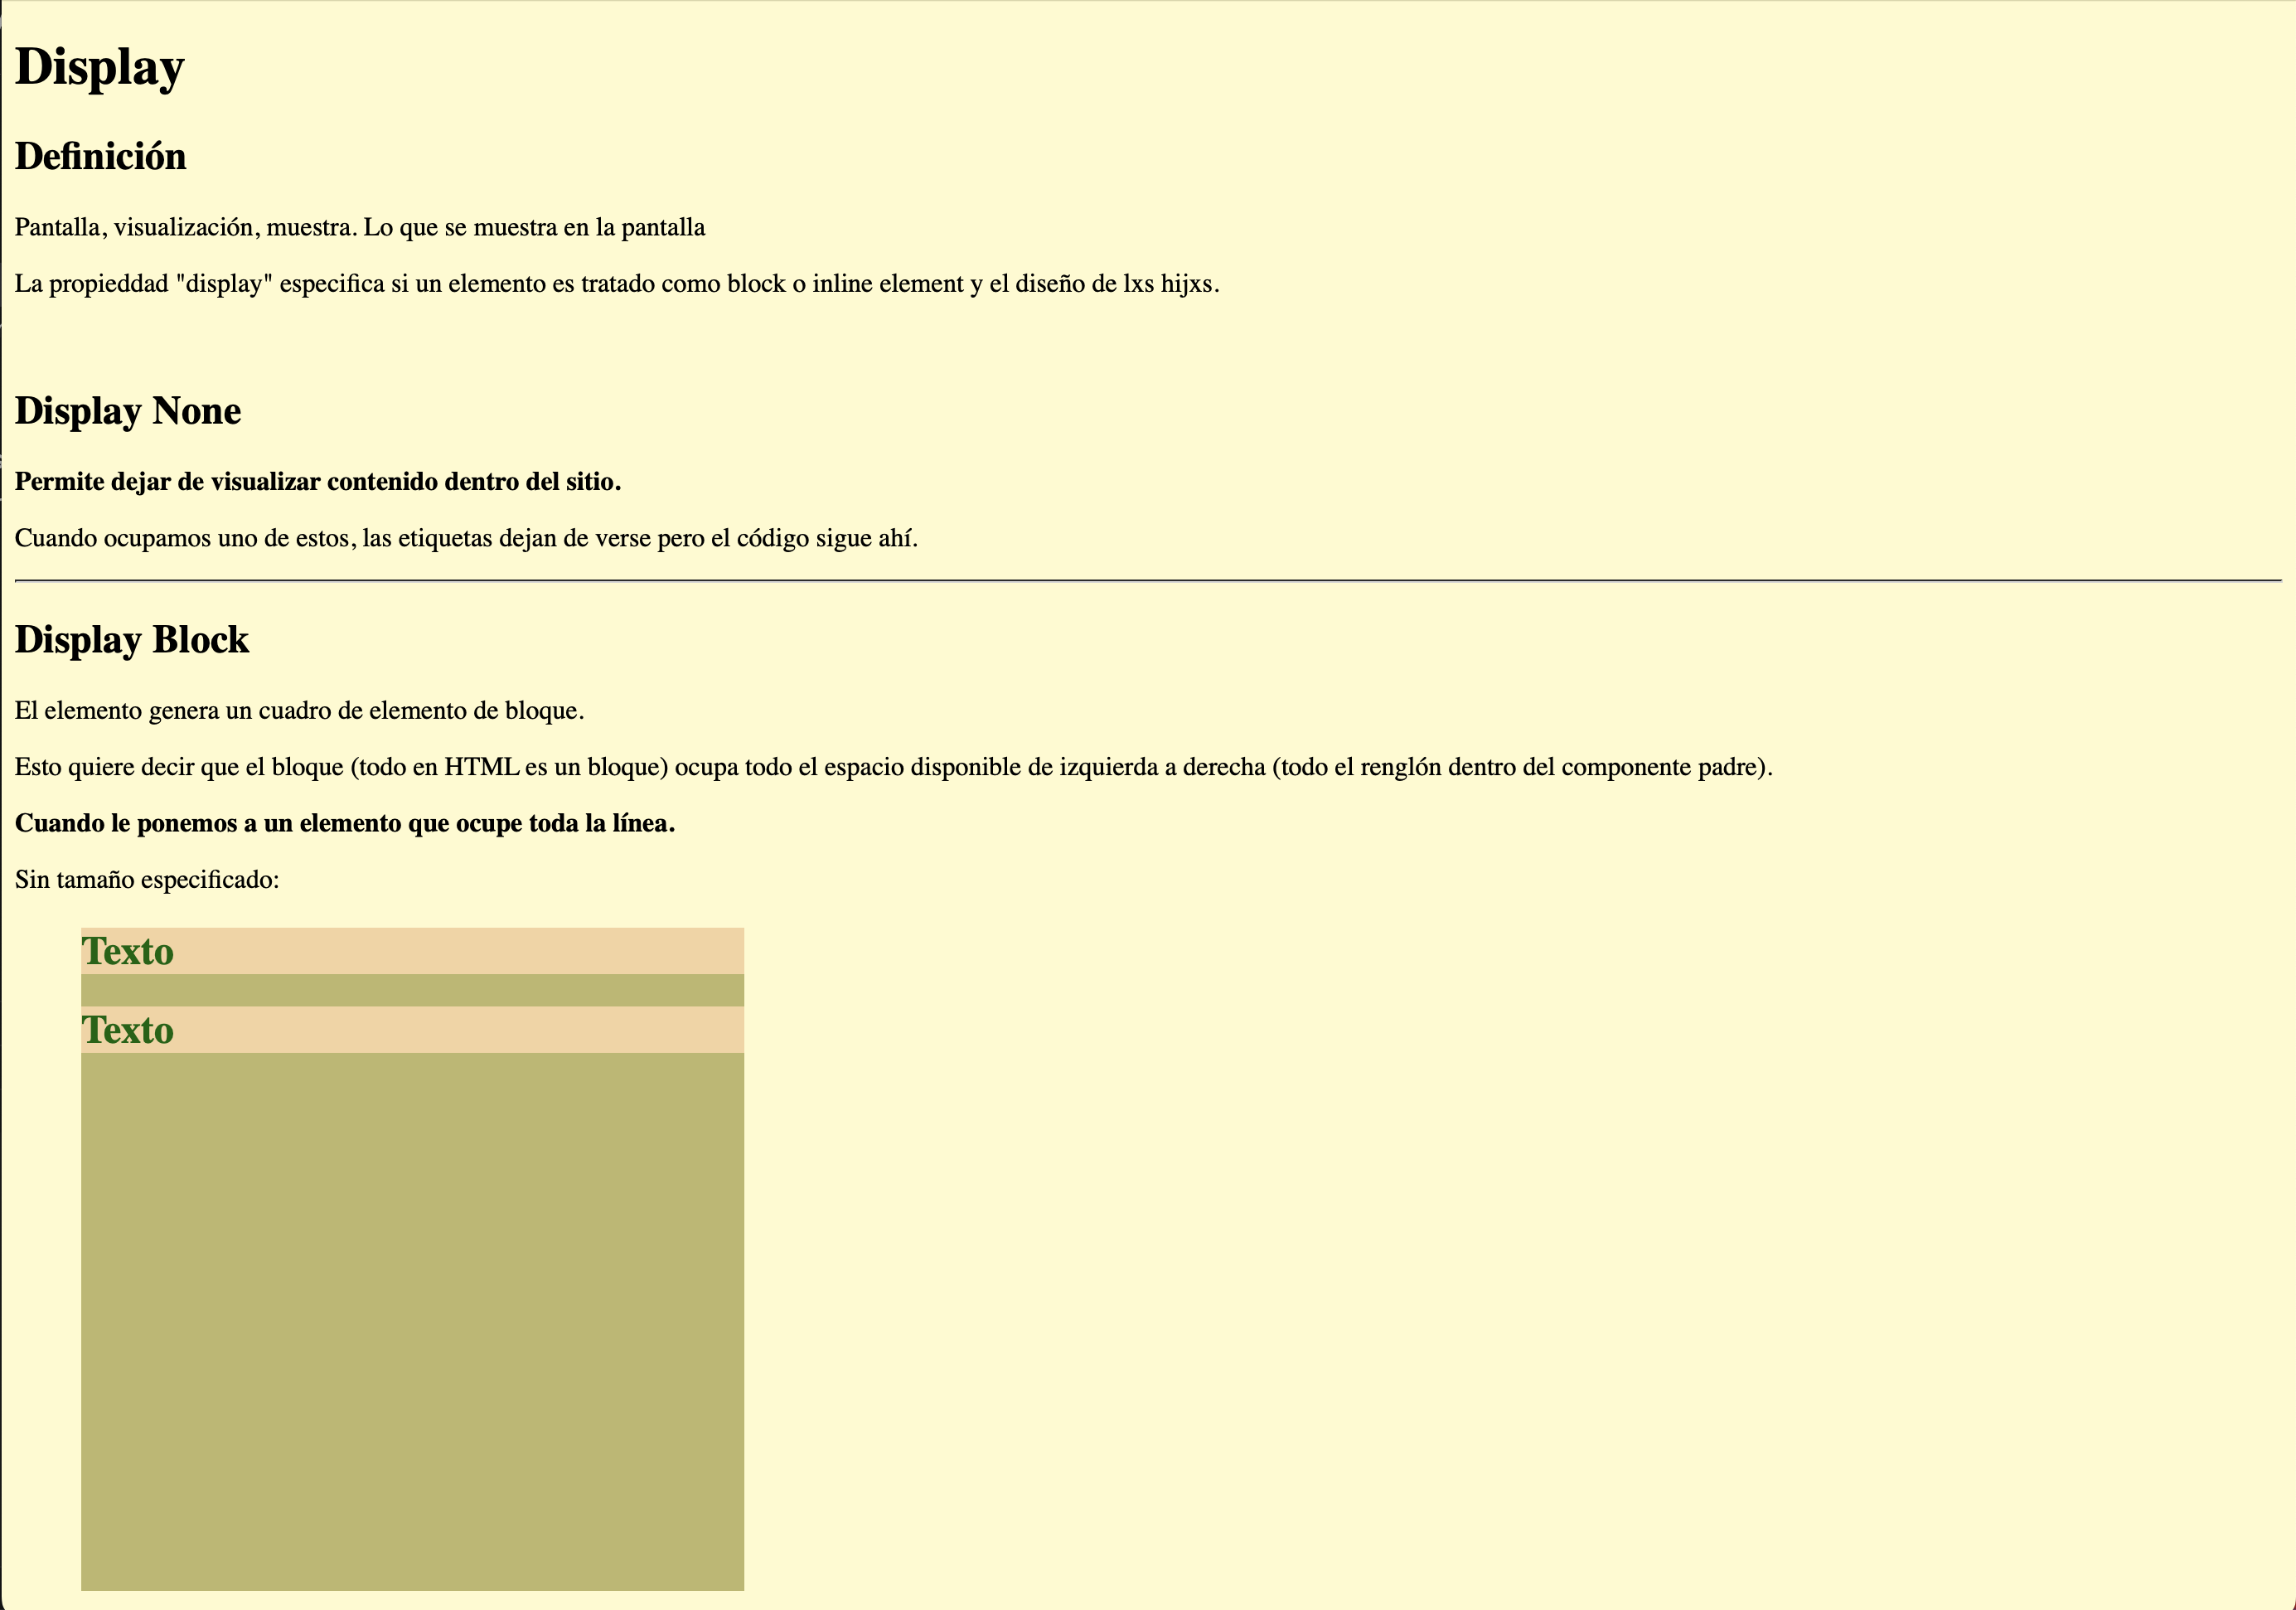 Display
Definición
Pantalla, visualización, muestra. Lo que se muestra en la pantalla
La propieddad "display" especifica si un elemento es tratado como block o inline element y el diseño de lxs hijxs.
Display None
Permite dejar de visualizar contenido dentro del sitio.
Cuando ocupamos uno de estos, las etiquetas dejan de verse pero el código sigue ahí.
Display Block
El elemento genera un cuadro de elemento de bloque.
Esto quiere decir que el bloque (todo en HTML es un bloque) ocupa todo el espacio disponible de izquierda a derecha (todo el renglón dentro del componente padre).
Cuando le ponemos a un elemento que ocupe toda la línea.
Sin tamaño especificado:
Texto
Texto